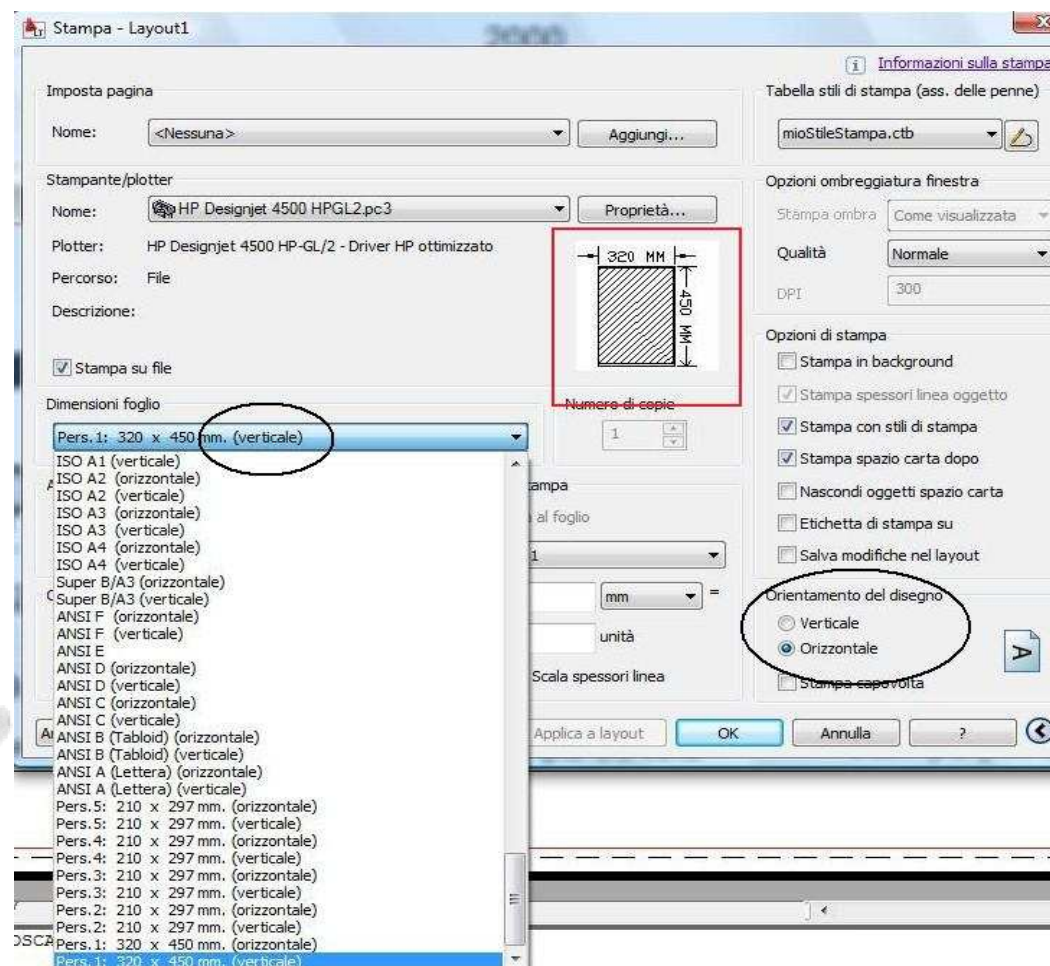 Stampa - Layout1
Informazioni sulla stampa
Imposta pagina
Nome: <Nessuna> Aggiungi...
Tabella stili di stampa (ass. delle penne)
mioStileStampa.ctb
Stampante/plotter
Nome: HP Designjet 4500 HPGL2.pc3 Proprietà...
Plotter: HP Designjet 4500 HP-GL/2 - Driver HP ottimizzato
Percorso: File
Descrizione:
Stampa su file
320 MM
450 MM
Opzioni ombreggiatura finestra
Stampa ombra Come visualizzata
Qualità Normale
DPI 300
Dimensioni foglio
Pers.1: 320 x 450 mm. (verticale)
Numero di copie
1
Opzioni di stampa
Stampa in background
Stampa spessori linea oggetto
Stampa con stili di stampa
Stampa spazio carta dopo
Nascondi oggetti spazio carta
Etichetta di stampa su
Salva modifiche nel layout
ISO A1 (verticale)
ISO A2 (orizzontale)
ISO A2 (verticale)
ISO A3 (orizzontale)
ISO A3 (verticale)
ISO A4 (orizzontale)
ISO A4 (verticale)
Super B/A3 (orizzontale)
Super B/A3 (verticale)
ANSI F (orizzontale)
ANSI F (verticale)
ANSI E
ANSI D (orizzontale)
ANSI D (verticale)
ANSI C (orizzontale)
ANSI C (verticale)
ANSI B (Tabloid) (orizzontale)
ANSI B (Tabloid) (verticale)
ANSI A (Lettera) (orizzontale)
ANSI A (Lettera) (verticale)
Pers.5: 210 x 297 mm. (orizzontale)
Pers.5: 210 x 297 mm. (verticale)
Pers.4: 210 x 297 mm. (orizzontale)
Pers.4: 210 x 297 mm. (verticale)
Pers.3: 210 x 297 mm. (orizzontale)
Pers.3: 210 x 297 mm. (verticale)
Pers.2: 210 x 297 mm. (orizzontale)
Pers.2: 210 x 297 mm. (verticale)
Pers.1: 320 x 450 mm. (orizzontale)
Pers.1: 320 x 450 mm. (verticale)
al foglio
1
mm =
unità
Scala spessori linea
Orientamento del disegno
Verticale
Orizzontale
A
Stampa capovolta
Applica a layout OK Annulla ?